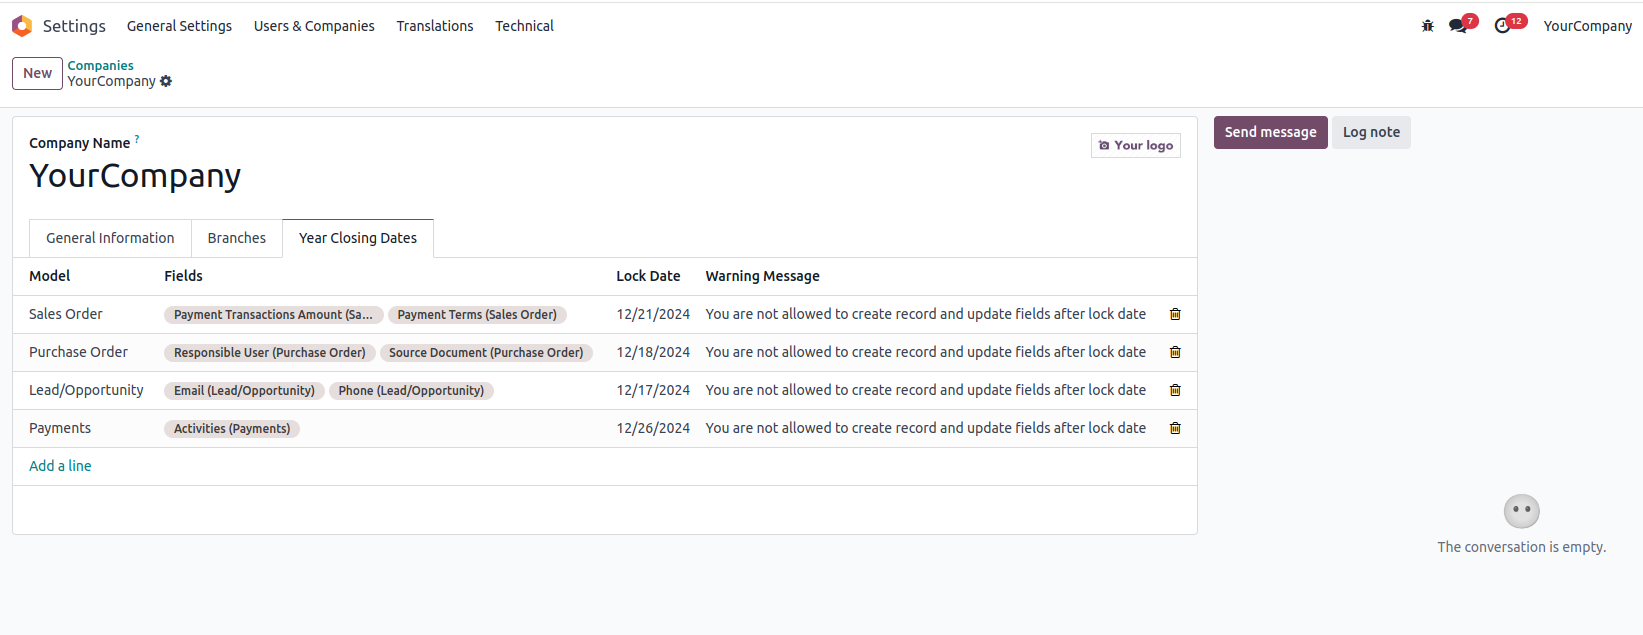 Settings General Settings Users & Companies Translations Technical 7 12 YourCompany
New Companies
YourCompany
Company Name ?
YourCompany
Your logo
Send message Log note
General Information Branches Year Closing Dates
Model Fields Lock Date Warning Message
Sales Order Payment Transactions Amount (Sa... Payment Terms (Sales Order) 12/21/2024 You are not allowed to create record and update fields after lock date
Purchase Order Responsible User (Purchase Order) Source Document (Purchase Order) 12/18/2024 You are not allowed to create record and update fields after lock date
Lead/Opportunity Email (Lead/Opportunity) Phone (Lead/Opportunity) 12/17/2024 You are not allowed to create record and update fields after lock date
Payments Activities (Payments) 12/26/2024 You are not allowed to create record and update fields after lock date
Add a line
The conversation is empty.